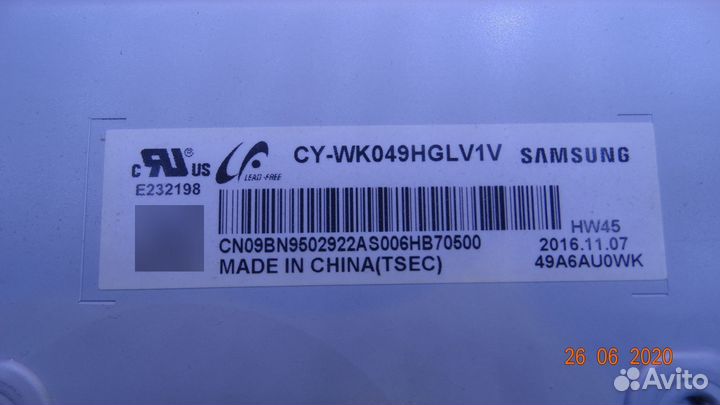 CY-WK049HGLV1V SAMSUNG
c RU US
LEAD-FREE
E232198
HW45
CN09BN9502922AS006HB70500
2016.11.07
MADE IN CHINA(TSEC)
49A6AU0WK
26 06 2020
Avito